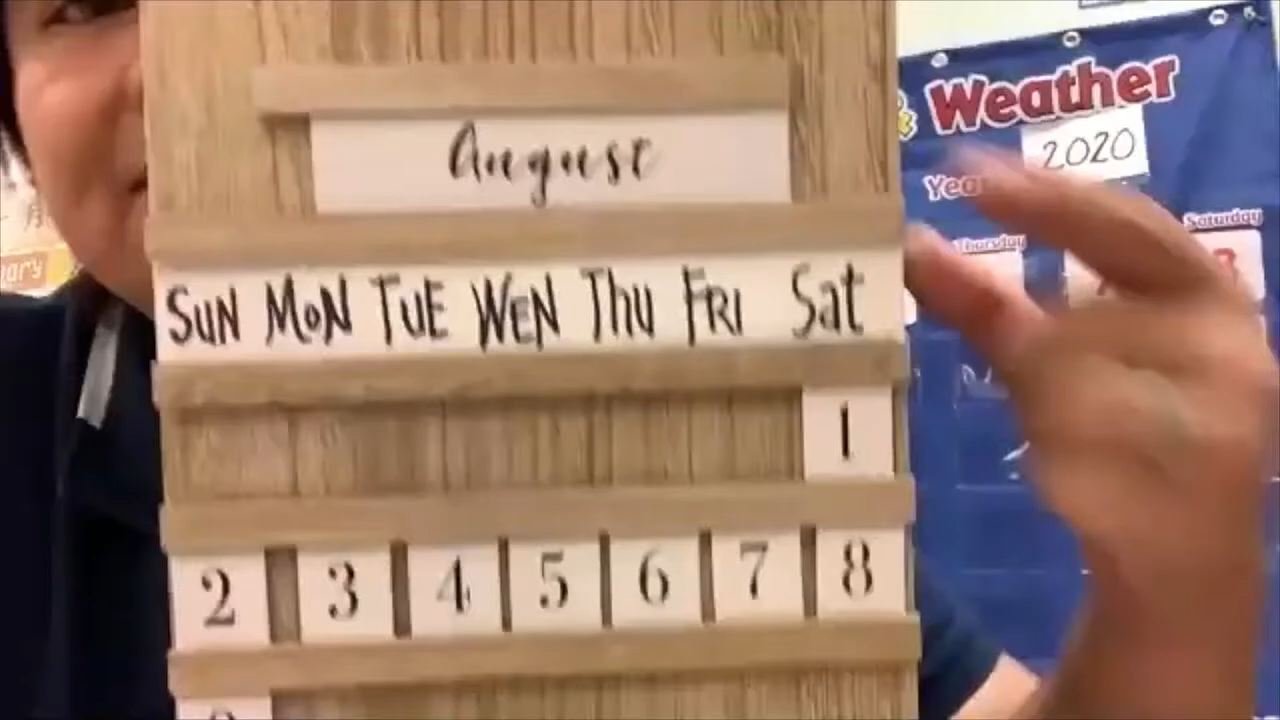 August
SUN MON TUE WEN Thu FRI Sat
1
2 3 4 5 6 7 8
& Weather
2020
Thursday
Saturday
月